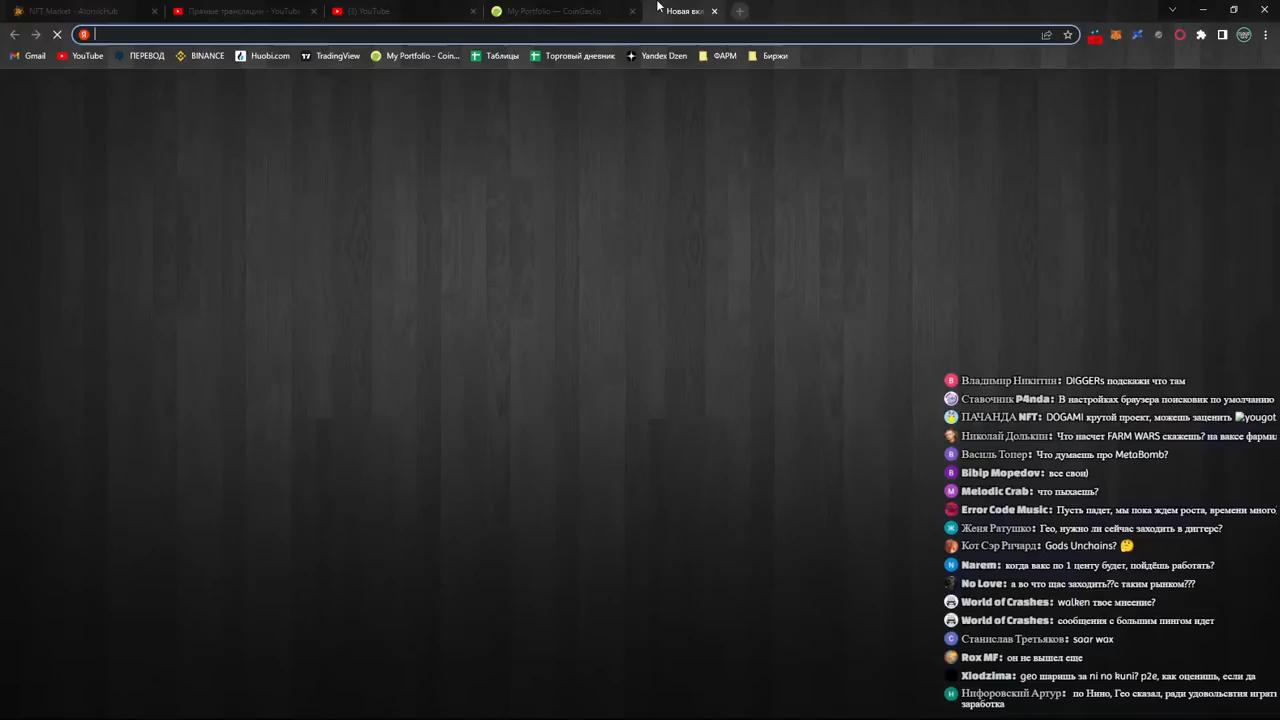 NFT Market - AtomicHub
Прямые трансляции - YouTube
(3) YouTube
My Portfolio — CoinGecko
Новая вкл
Gmail
YouTube
ПЕРЕВОД
BINANCE
Huobi.com
TradingView
My Portfolio - Coin...
Таблицы
Торговый дневник
Yandex Dzen
ФАРМ
Биржи
Владимир Никитин: DIGGERs подскажи что там
Ставочник P4nda: В настройках браузера поисковик по умолчанию
ПАЧАНДА NFT: DOGAMI крутой проект, можешь заценить yougot
Николай Долькин: Что насчет FARM WARS скажешь? на ваксе фарми
Василь Топер: Что думаешь про MetaBomb?
Bibip Mopedov: все свои)
Melodic Crab: что пыхаешь?
Error Code Music: Пусть падет, мы пока ждем роста, времени много
Женя Ратушко: Гео, нужно ли сейчас заходить в диггерс?
Кот Сэр Ричард: Gods Unchains? 🤔
Narem: когда вакс по 1 центу будет, пойдёшь работать?
No Love: а во что щас заходить??с таким рынком???
World of Crashes: walken твое мнеение?
World of Crashes: сообщения с большим пингом идет
Станислав Третьяков: saar wax
Rox MF: он не вышел еще
Xlodzima: geo шаришь за ni no kuni? p2e, как оценишь, если да
Нифоровский Артур: по Нино, Гео сказал, ради удовольсвтия играть
заработка